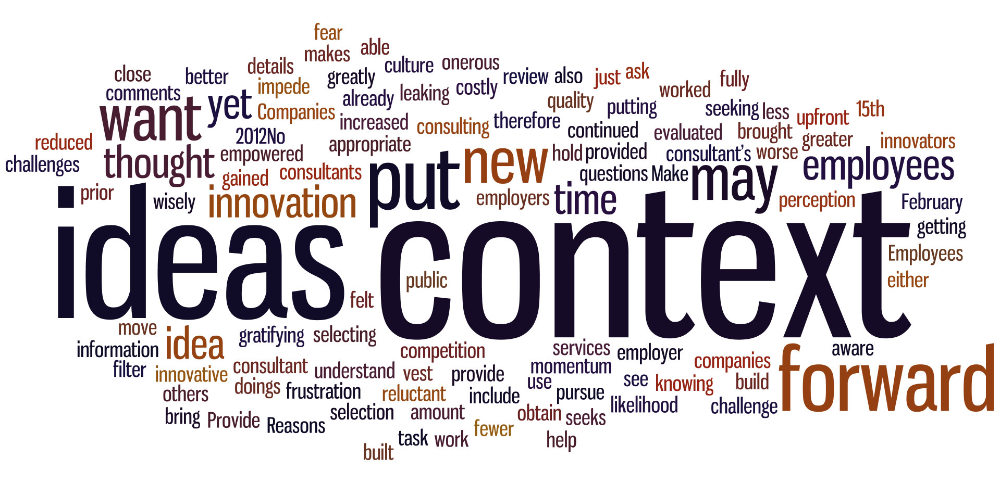 fear
makes able
details culture onerous
close better greatly review also just ask fully
comments impede already leaking costly quality worked
want yet Companies putting seeking less upfront 15th
increased consulting therefore continued evaluated brought greater innovators
reduced 2012No appropriate
challenges thought empowered hold provided consultant's worse employees
gained consultants put new questions Make may
prior wisely innovation employers time perception February
ideas context getting
Employees
public either
felt
move idea gratifying selecting
information competition services employer aware
filter innovative consultant understand vest provide momentum companies forward
others doings frustration reluctant include use pursue see knowing build
bring Provide Reasons selection amount obtain seeks likelihood challenge
task work fewer help
built